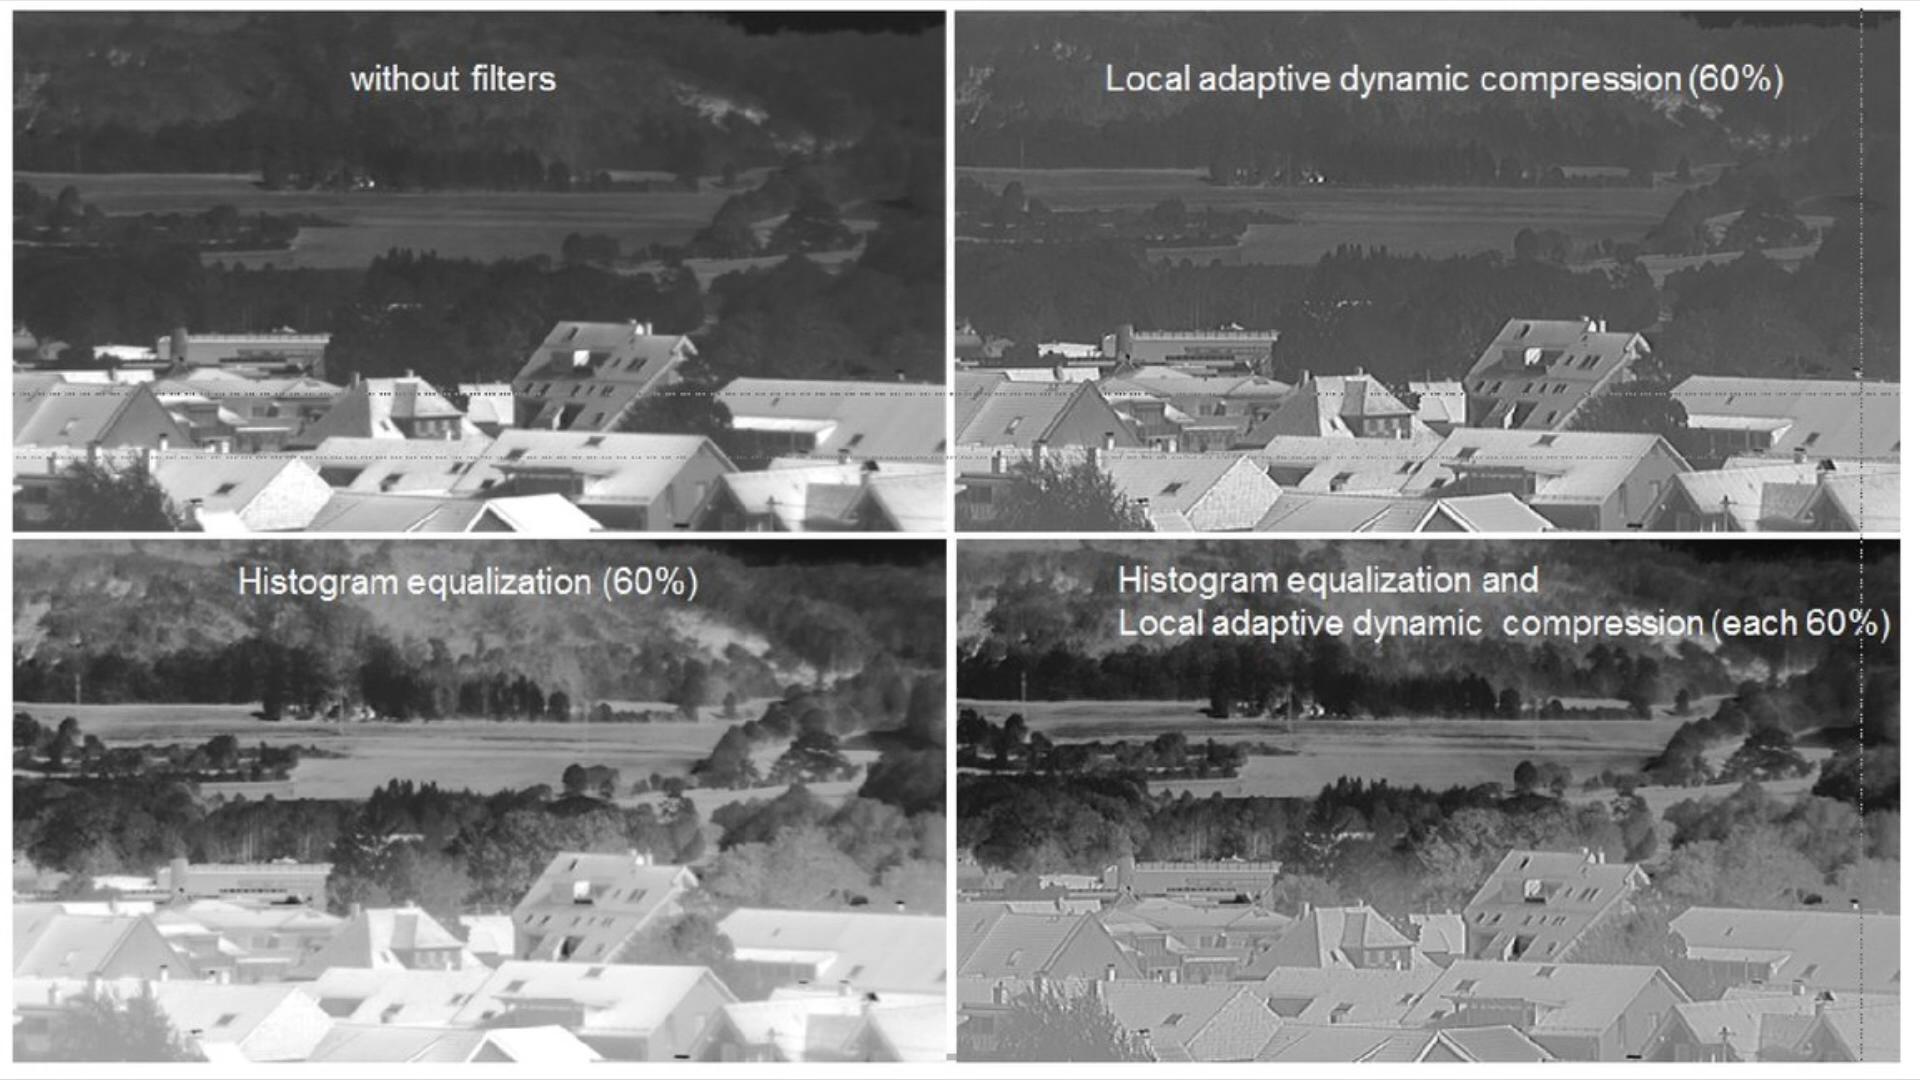 without filters
Local adaptive dynamic compression (60%)
Histogram equalization (60%)
Histogram equalization and
Local adaptive dynamic compression (each 60%)